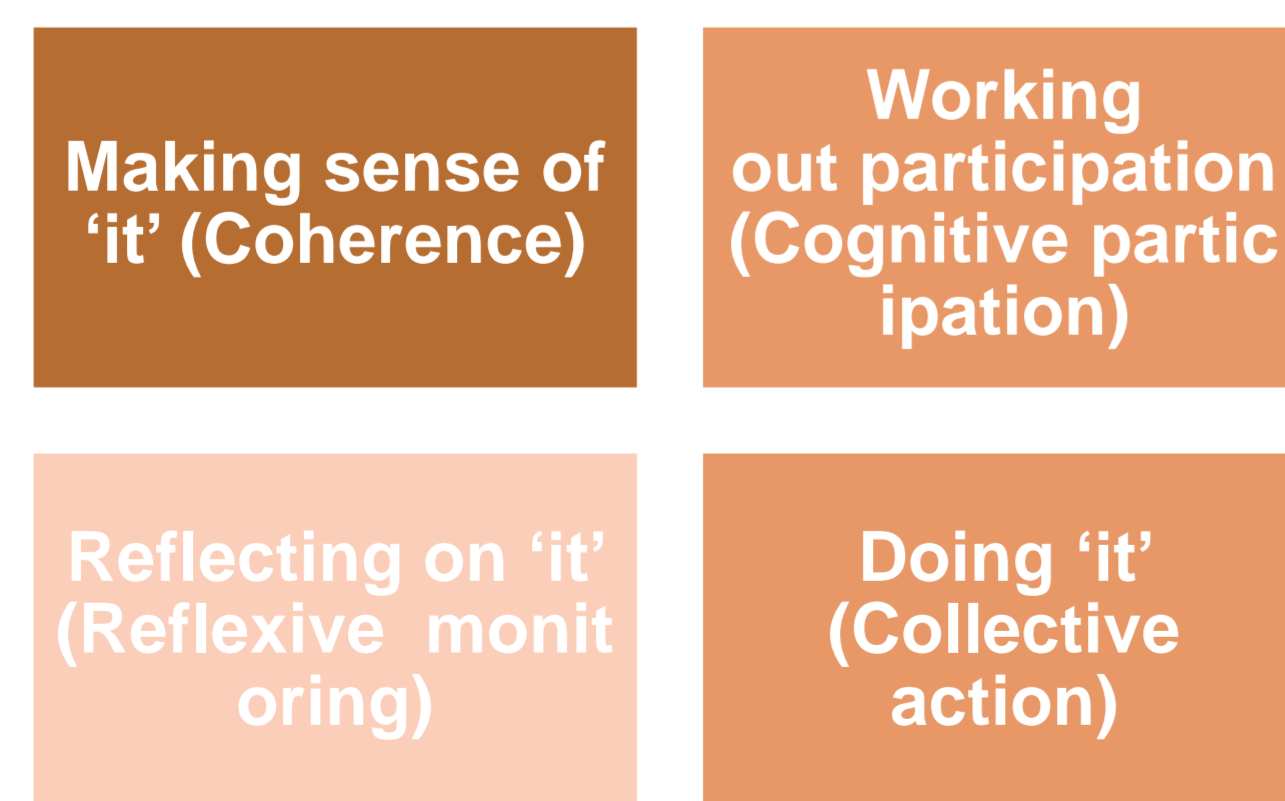 Making sense of
‘it’ (Coherence)
Working
out participation
(Cognitive partic
ipation)
Reflecting on ‘it’
(Reflexive  monit
oring)
Doing ‘it’
(Collective
action)